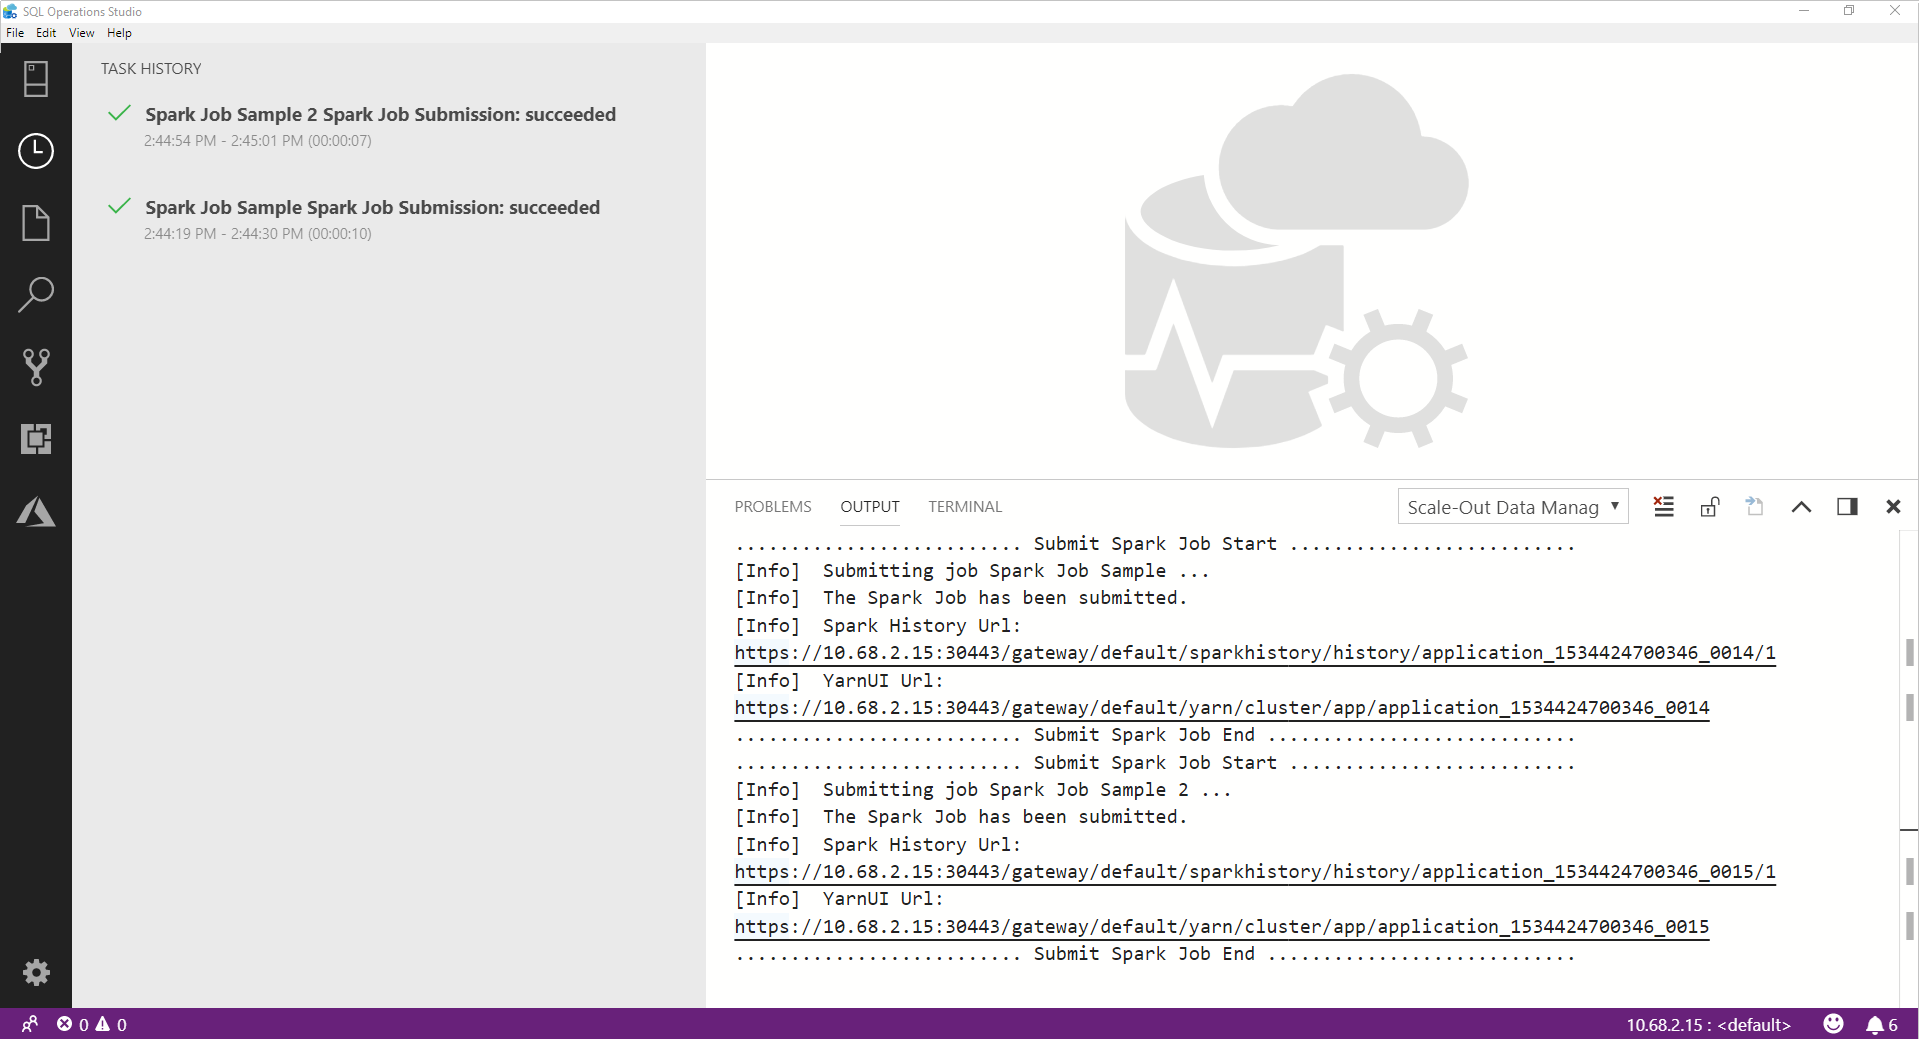 SQL Operations Studio
File Edit View Help
TASK HISTORY
Spark Job Sample 2 Spark Job Submission: succeeded
2:44:54 PM - 2:45:01 PM (00:00:07)
Spark Job Sample Spark Job Submission: succeeded
2:44:19 PM - 2:44:30 PM (00:00:10)
PROBLEMS OUTPUT TERMINAL Scale-Out Data Manag
.......................... Submit Spark Job Start ..........................
[Info]  Submitting job Spark Job Sample ...
[Info]  The Spark Job has been submitted.
[Info]  Spark History Url:
https://10.68.2.15:30443/gateway/default/sparkhistory/history/application_1534424700346_0014/1
[Info]  YarnUI Url:
https://10.68.2.15:30443/gateway/default/yarn/cluster/app/application_1534424700346_0014
.......................... Submit Spark Job End ............................
.......................... Submit Spark Job Start ..........................
[Info]  Submitting job Spark Job Sample 2 ...
[Info]  The Spark Job has been submitted.
[Info]  Spark History Url:
https://10.68.2.15:30443/gateway/default/sparkhistory/history/application_1534424700346_0015/1
[Info]  YarnUI Url:
https://10.68.2.15:30443/gateway/default/yarn/cluster/app/application_1534424700346_0015
.......................... Submit Spark Job End ............................
0 0 10.68.2.15 : <default> 6